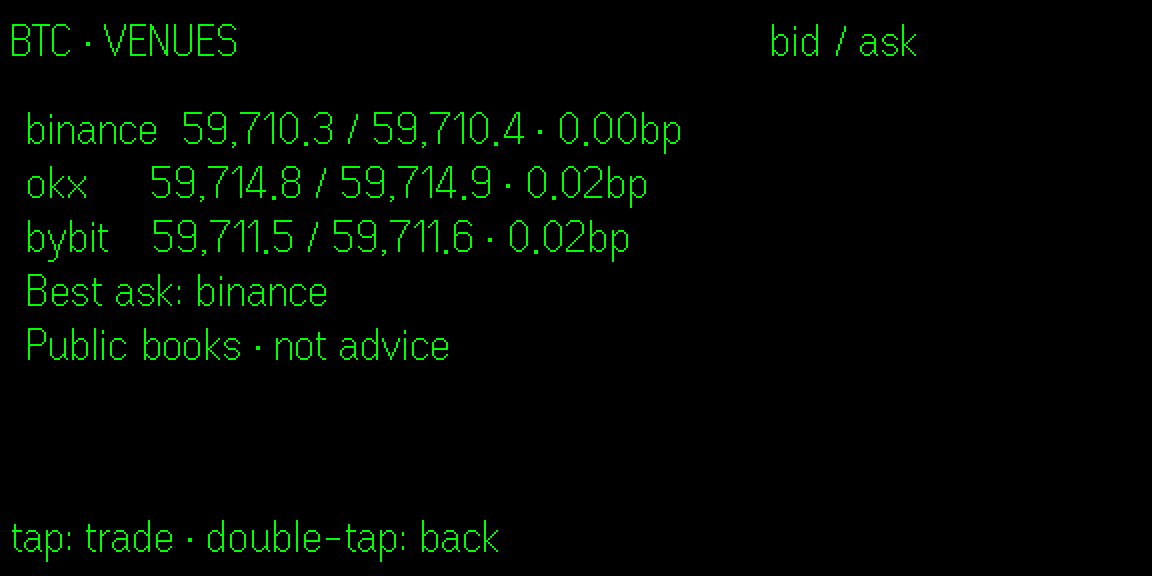 BTC · VENUES bid / ask
binance 59,710.3 / 59,710.4 · 0.00bp
okx 59,714.8 / 59,714.9 · 0.02bp
bybit 59,711.5 / 59,711.6 · 0.02bp
Best ask: binance
Public books · not advice
tap: trade · double-tap: back